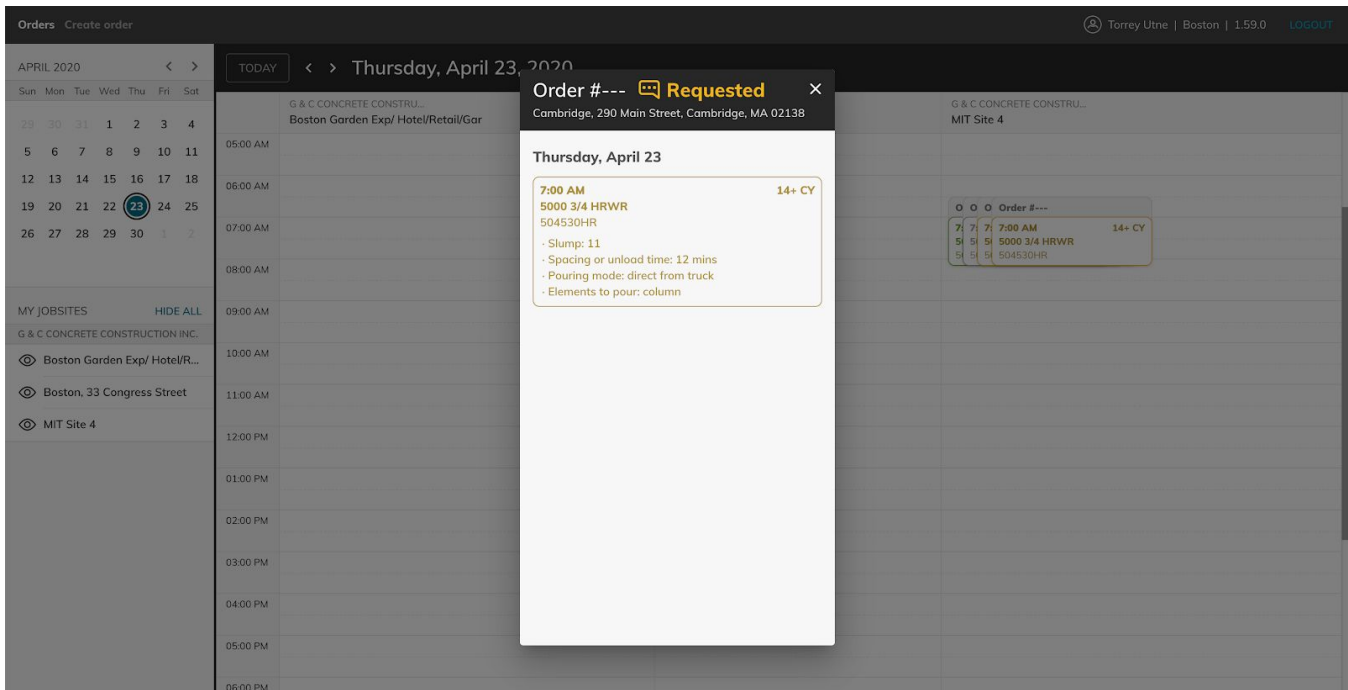 Orders Create order
Torrey Utne | Boston | 1.59.0 LOGOUT
APRIL 2020 < >
Sun Mon Tue Wed Thu Fri Sat
29 30 31 1 2 3 4
5 6 7 8 9 10 11
12 13 14 15 16 17 18
19 20 21 22 23 24 25
26 27 28 29 30 1 2
MY JOBSITES HIDE ALL
G & C CONCRETE CONSTRUCTION INC.
Boston Garden Exp/ Hotel/R...
Boston, 33 Congress Street
MIT Site 4
TODAY < > Thursday, April 23, 2020
G & C CONCRETE CONSTRU...
Boston Garden Exp/ Hotel/Retail/Gar
G & C CONCRETE CONSTRU...
MIT Site 4
05:00 AM
06:00 AM
07:00 AM
08:00 AM
09:00 AM
10:00 AM
11:00 AM
12:00 PM
01:00 PM
02:00 PM
03:00 PM
04:00 PM
05:00 PM
06:00 PM
O O O Order #---
7: 7: 7: 7:00 AM 14+ CY
5 5 5 5000 3/4 HRWR
5 5 5 504530HR
Order #--- Requested ×
Cambridge, 290 Main Street, Cambridge, MA 02138
Thursday, April 23
7:00 AM 14+ CY
5000 3/4 HRWR
504530HR
· Slump: 11
· Spacing or unload time: 12 mins
· Pouring mode: direct from truck
· Elements to pour: column